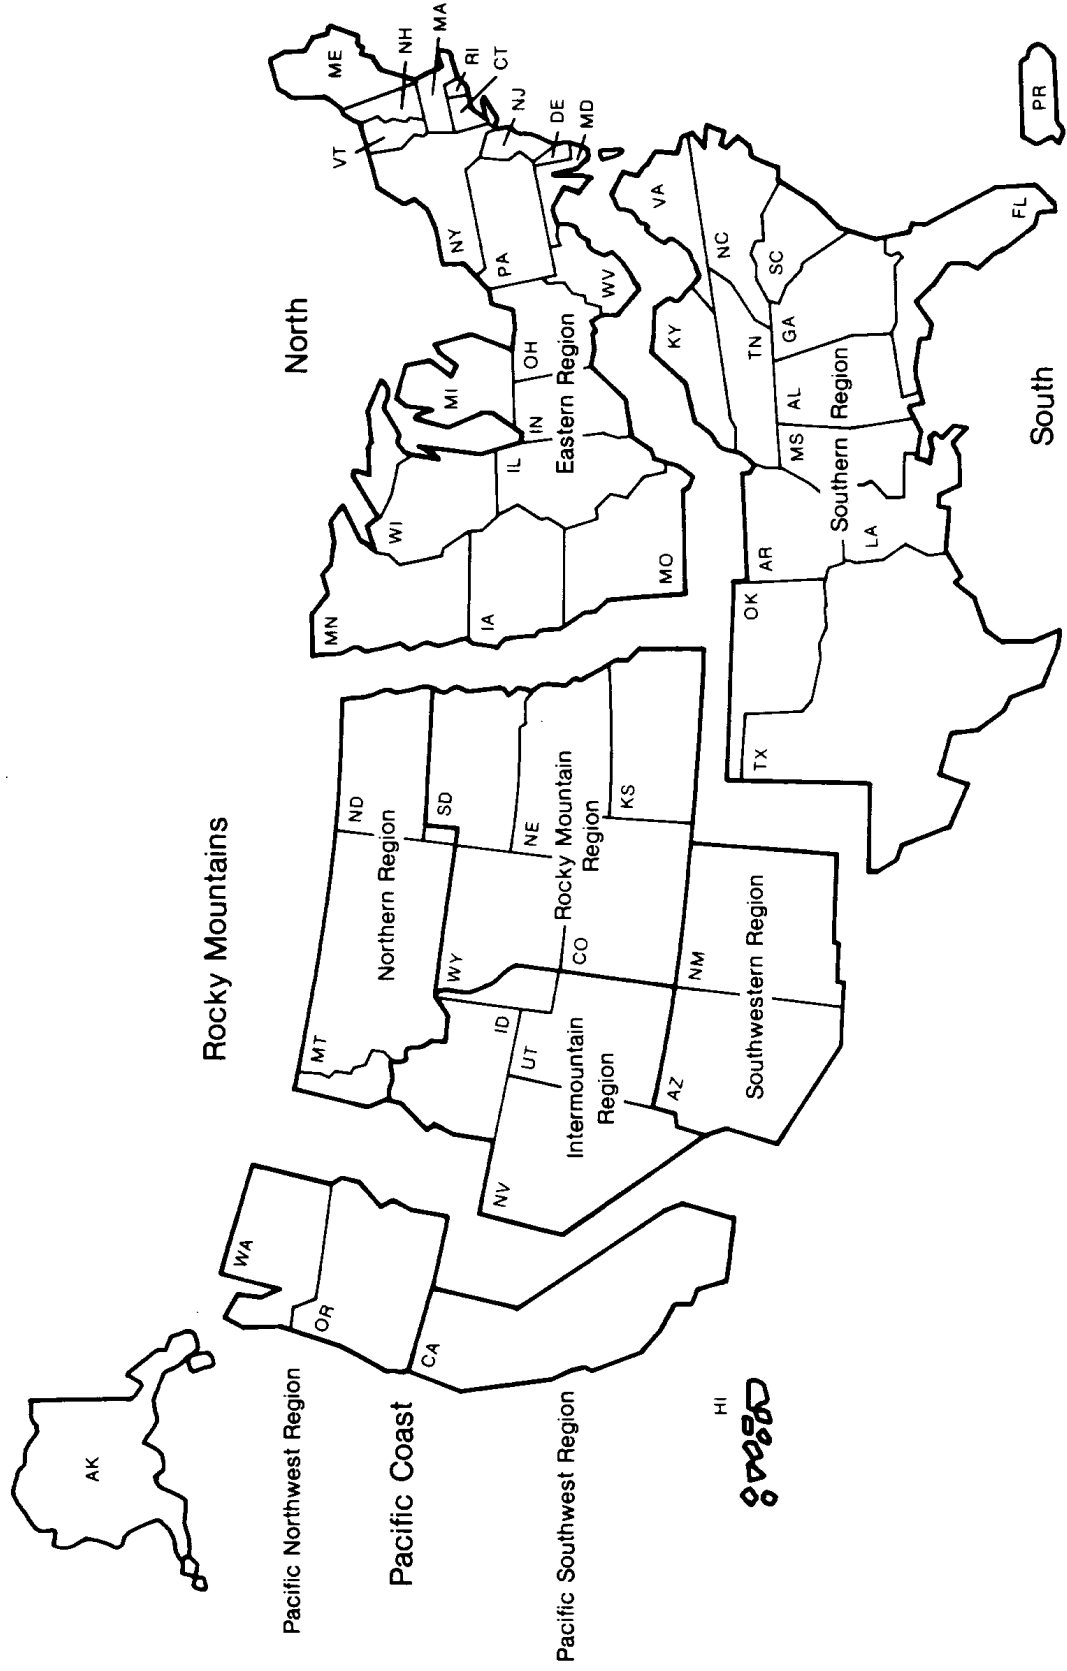 AK
Pacific Northwest Region
Pacific Coast
Pacific Southwest Region
HI
WA
OR
CA
Rocky Mountains
MT
ND
Northern Region
ID
WY
SD
NE
Rocky Mountain
Region
KS
CO
NV
UT
Intermountain
Region
AZ
NM
Southwestern Region
North
MN
WI
MI
IA
IL
IN
OH
Eastern Region
MO
WV
PA
NY
VT
ME
NH
MA
RI
CT
NJ
DE
MD
South
KY
VA
TN
NC
SC
GA
AL
MS
Southern
Region
AR
LA
OK
TX
FL
PR